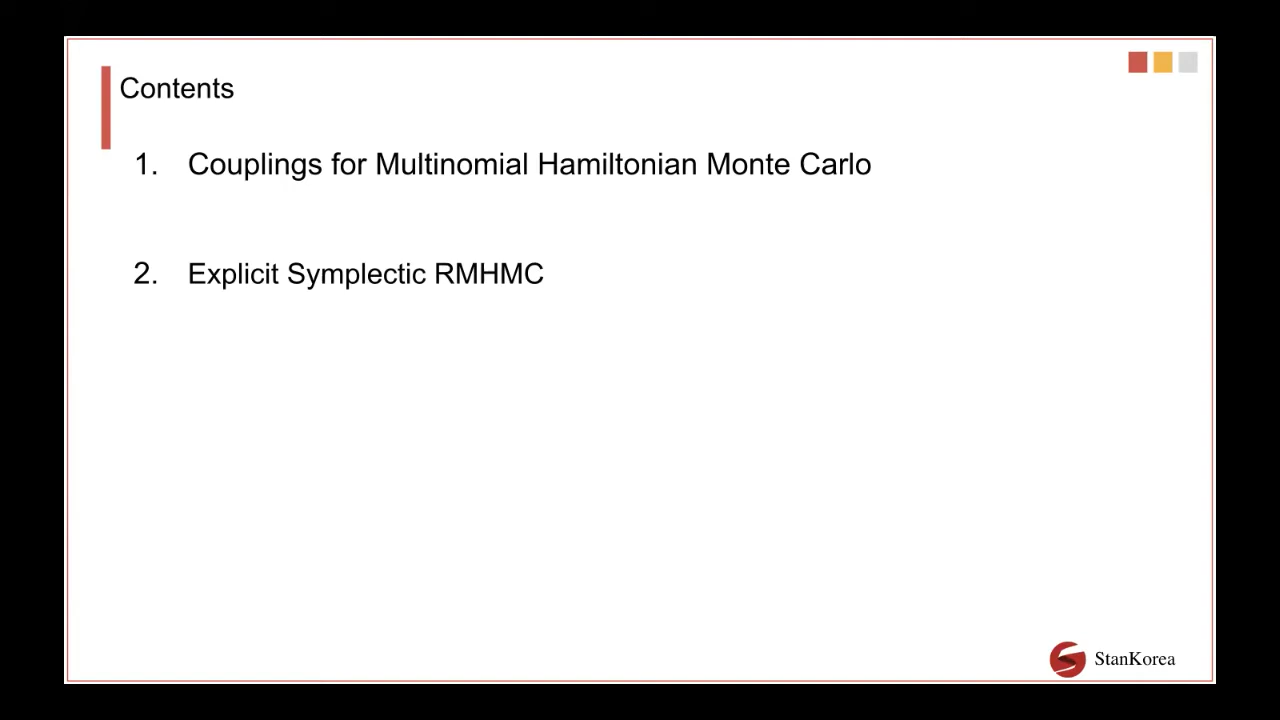 Contents
1. Couplings for Multinomial Hamiltonian Monte Carlo
2. Explicit Symplectic RMHMC
StanKorea